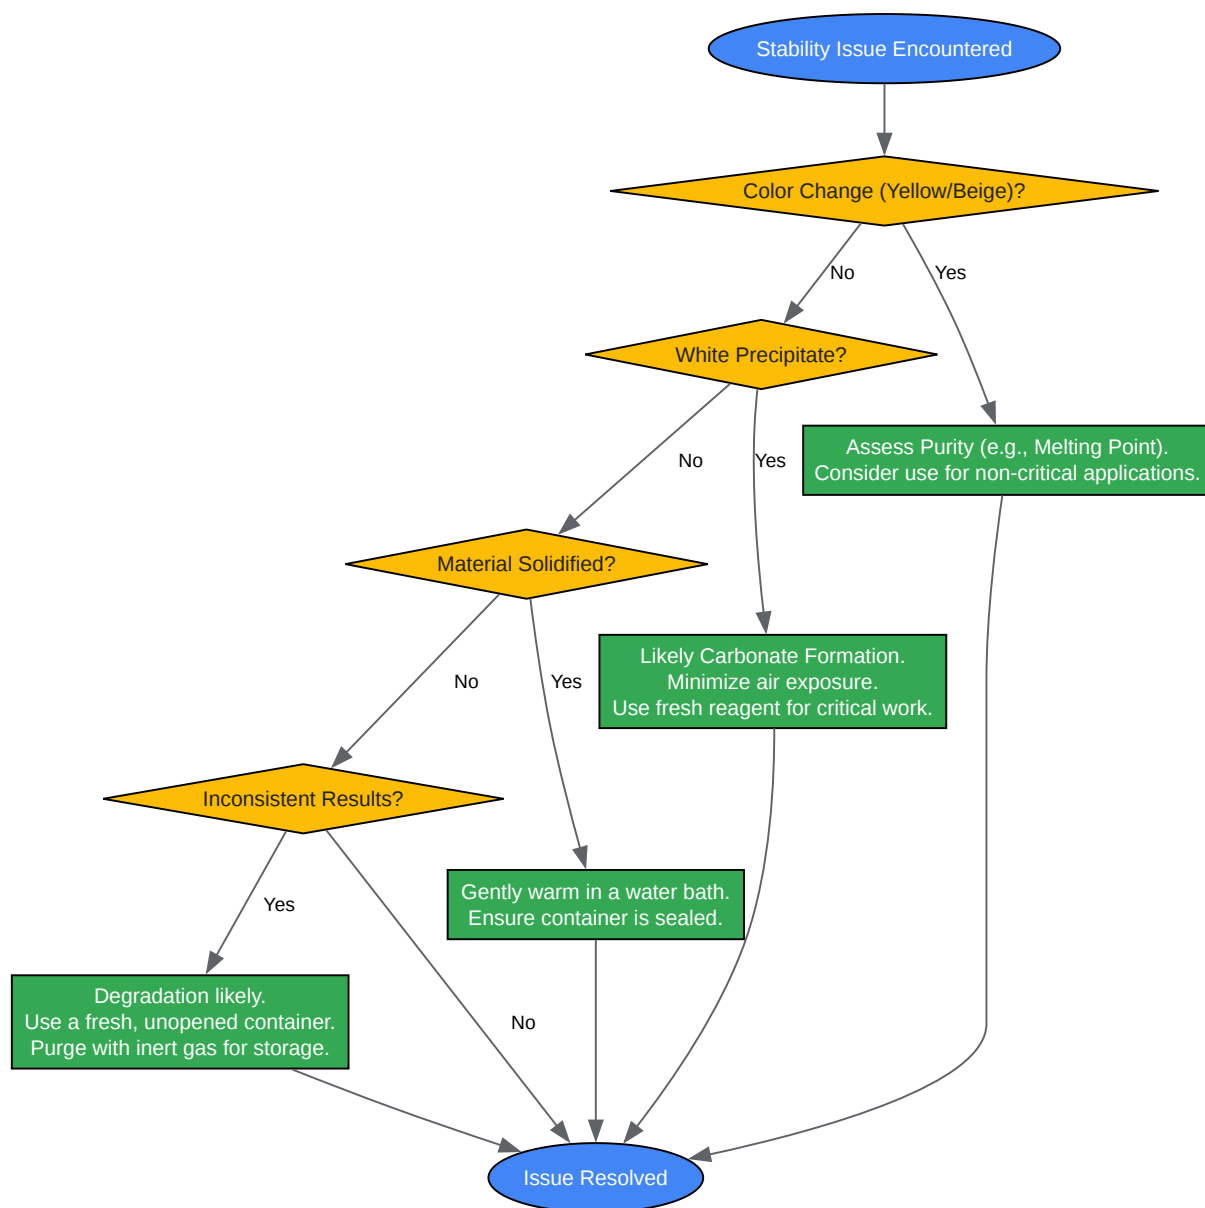 Stability Issue Encountered
Color Change (Yellow/Beige)?
No
Yes
White Precipitate?
No
Yes
Assess Purity (e.g., Melting Point).
Consider use for non-critical applications.
Material Solidified?
No
Yes
Likely Carbonate Formation.
Minimize air exposure.
Use fresh reagent for critical work.
Inconsistent Results?
Yes
No
Gently warm in a water bath.
Ensure container is sealed.
Degradation likely.
Use a fresh, unopened container.
Purge with inert gas for storage.
Issue Resolved